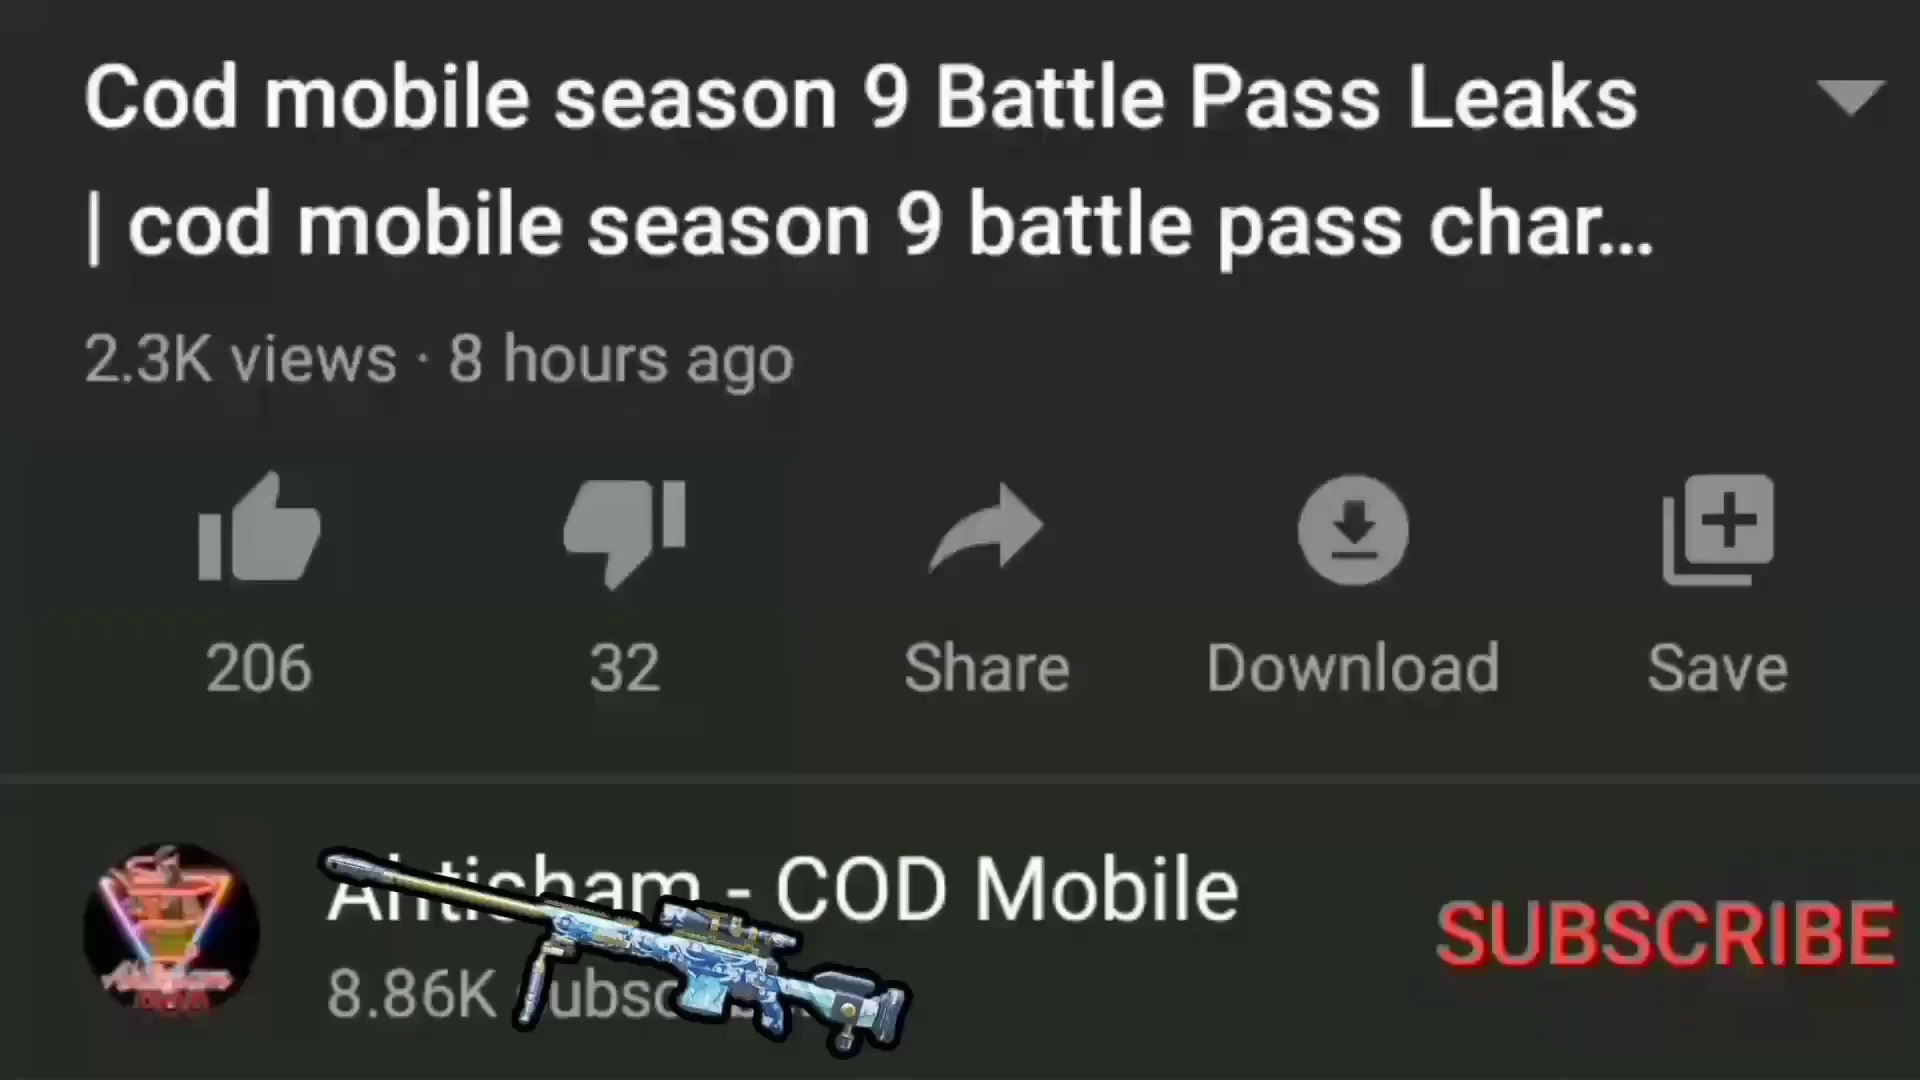 Cod mobile season 9 Battle Pass Leaks
| cod mobile season 9 battle pass char...
2.3K views · 8 hours ago
206
32
Share
Download
Save
Ahtisham - COD Mobile
8.86K
SUBSCRIBE